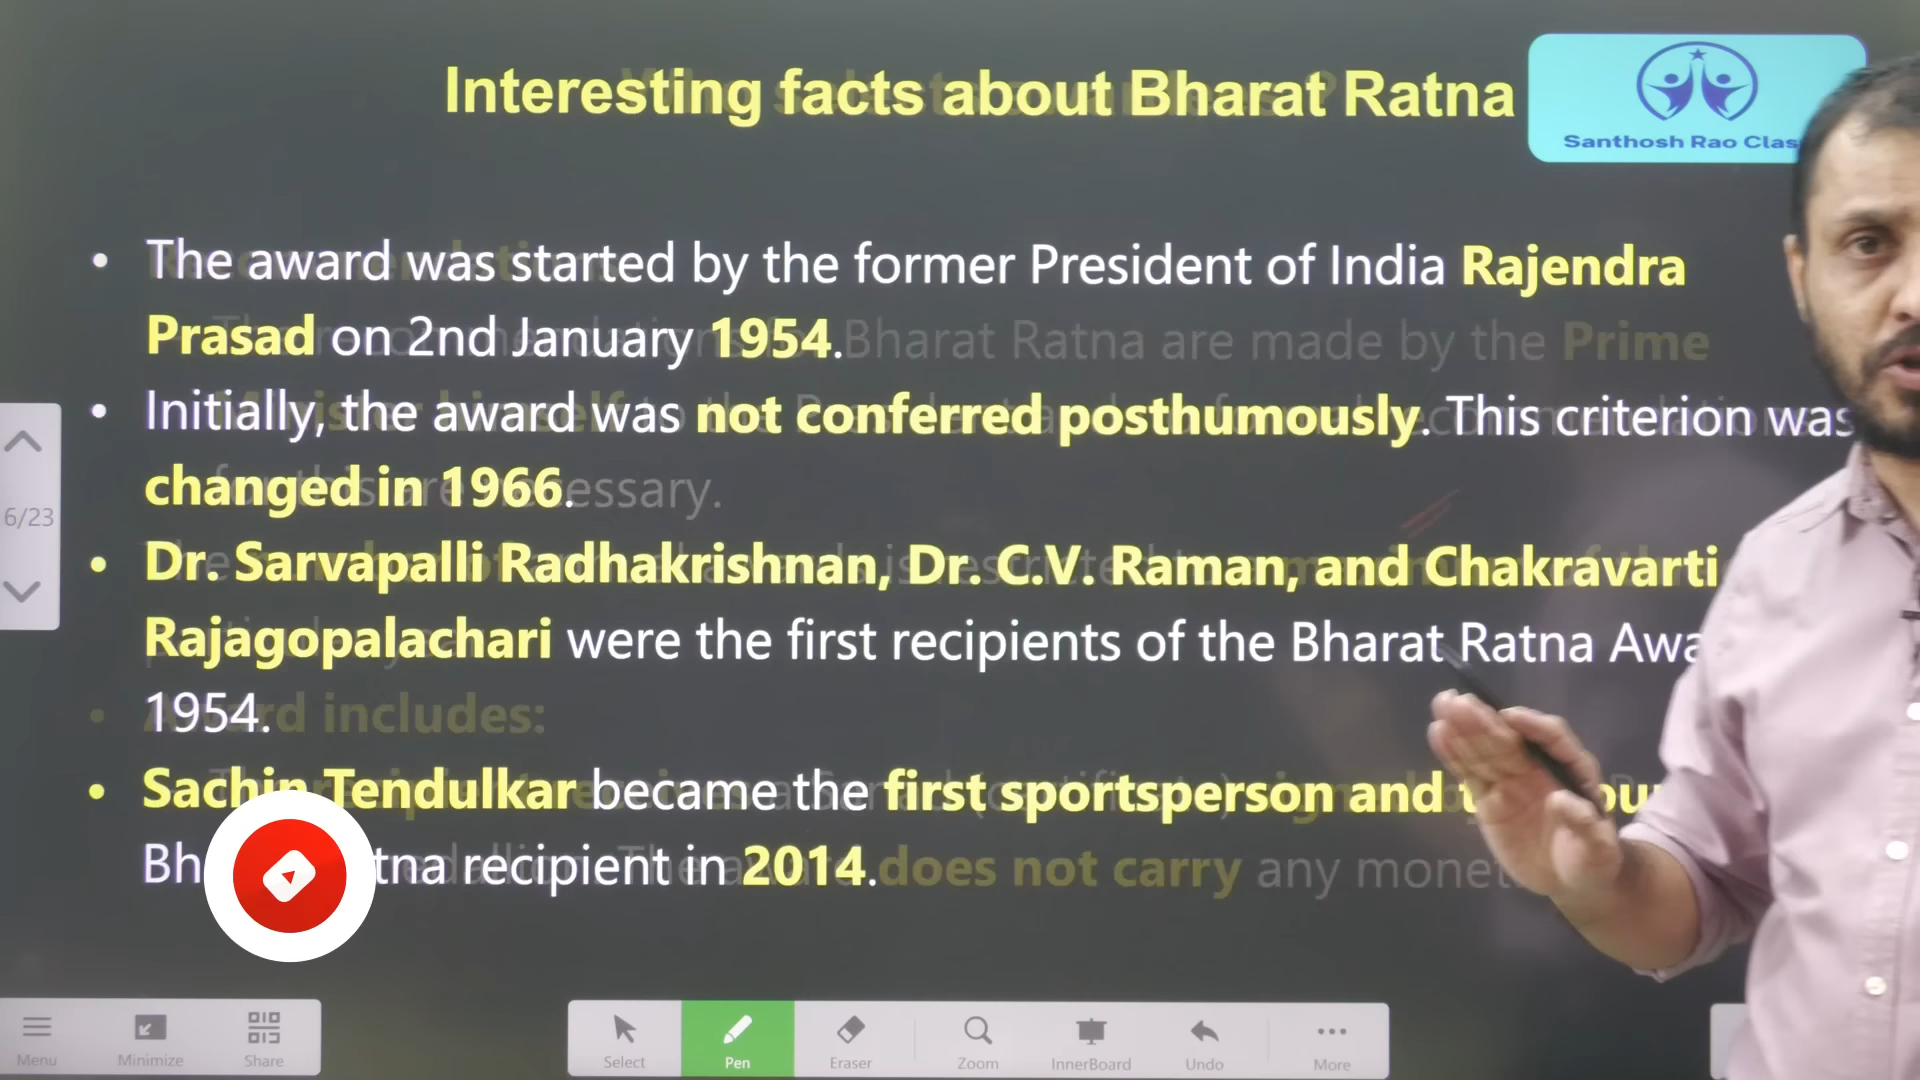 Interesting facts about Bharat Ratna
Santhosh Rao Clas
• The award was started by the former President of India Rajendra
Prasad on 2nd January 1954.
Bharat Ratna are made by the Prime
• Initially, the award was not conferred posthumously. This criterion was
changed in 1966.
essary.
6/23
• Dr. Sarvapalli Radhakrishnan, Dr. C.V. Raman, and Chakravarti
Rajagopalachari were the first recipients of the Bharat Ratna Awa
1954.
rd includes:
• Sachin Tendulkar became the first sportsperson and
Bh tna recipient in 2014.
does not carry any monet
Menu Minimize Share Select Pen Eraser Zoom InnerBoard Undo More